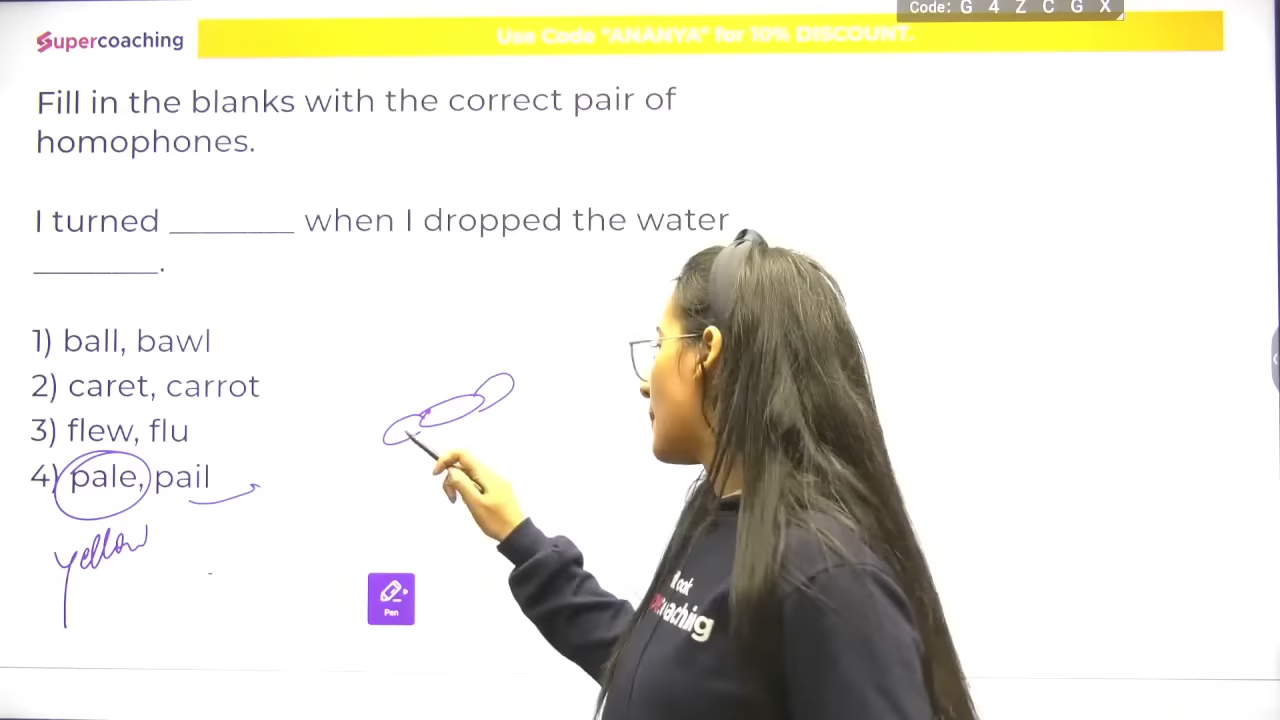 Code: G 4 Z C G X
Supercoaching
Use Code "ANANYA" for 10% DISCOUNT.
Fill in the blanks with the correct pair of
homophones.
I turned ________ when I dropped the water
________.
1) ball, bawl
2) caret, carrot
3) flew, flu
4) pale, pail
yellow
Pen